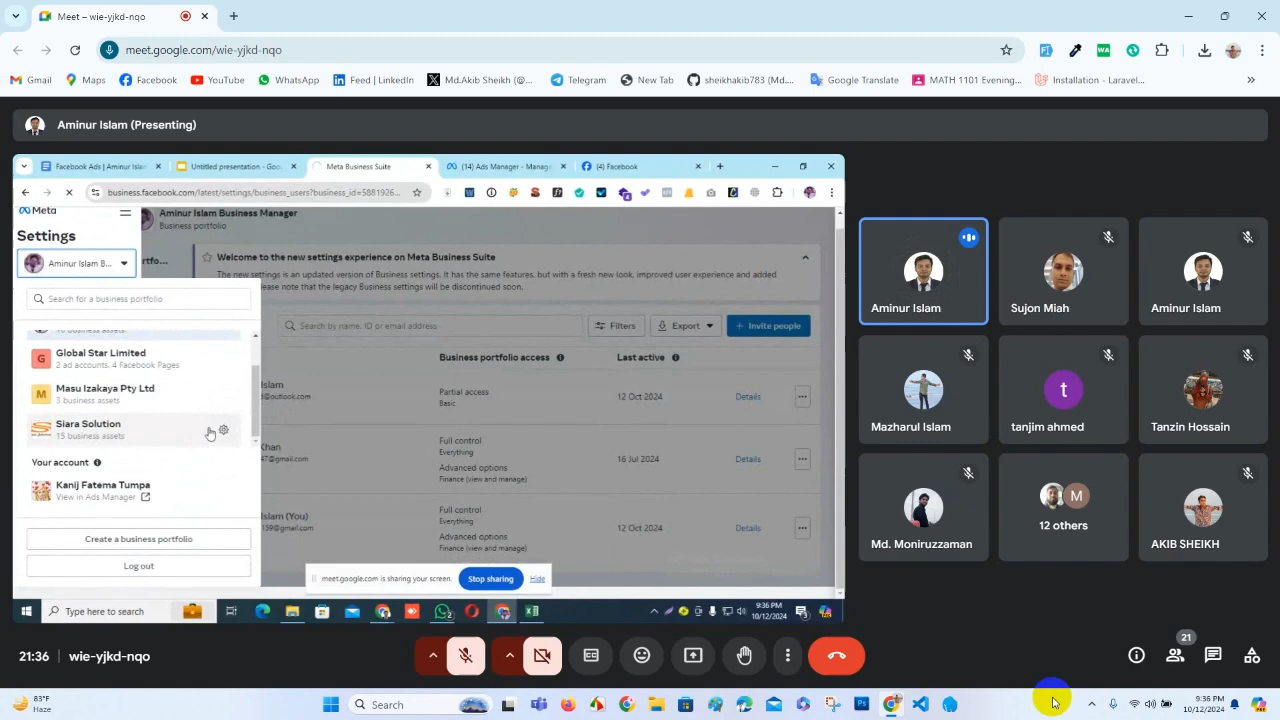 Meet – wie-yjkd-nqo
meet.google.com/wie-yjkd-nqo
Gmail
Maps
Facebook
YouTube
WhatsApp
Feed | LinkedIn
Md.Akib Sheikh (@...
Telegram
New Tab
sheikhakib783 (Md....
Google Translate
MATH 1101 Evening...
Installation - Laravel...
Aminur Islam (Presenting)
Facebook Ads | Aminur Islam
Untitled presentation - Goo
Meta Business Suite
(14) Ads Manager - Manage
(4) Facebook
business.facebook.com/latest/settings/business_users?business_id=5881926...
Meta
Settings
Aminur Islam B...
Aminur Islam Business Manager
Business portfolio
rtfo...
Welcome to the new settings experience on Meta Business Suite
The new settings is an updated version of Business settings. It has the same features, but with a fresh new look, improved user experience and added
lease note that the legacy Business settings will be discontinued soon.
Search for a business portfolio
business assets
Global Star Limited
2 ad accounts, 4 Facebook Pages
Masu Izakaya Pty Ltd
3 business assets
Siara Solution
15 business assets
Your account
Kanij Fatema Tumpa
View in Ads Manager
Create a business portfolio
Log out
Search by name, ID or email address
Filters
Export
+ Invite people
Business portfolio access
Last active
Islam
@outlook.com
Partial access
Basic
12 Oct 2024
Details
Khan
47@gmail.com
Full control
Everything
Advanced options
Finance (view and manage)
16 Jul 2024
Details
Islam (You)
139@gmail.com
Full control
Everything
Advanced options
Finance (view and manage)
12 Oct 2024
Details
meet.google.com is sharing your screen.
Stop sharing
Hide
Type here to search
9:36 PM
10/12/2024
Aminur Islam
Sujon Miah
Aminur Islam
Mazharul Islam
t
tanjim ahmed
Tanzin Hossain
Md. Moniruzzaman
M
12 others
AKIB SHEIKH
21:36 | wie-yjkd-nqo
21
83°F
Haze
Search
9:36 PM
10/12/2024